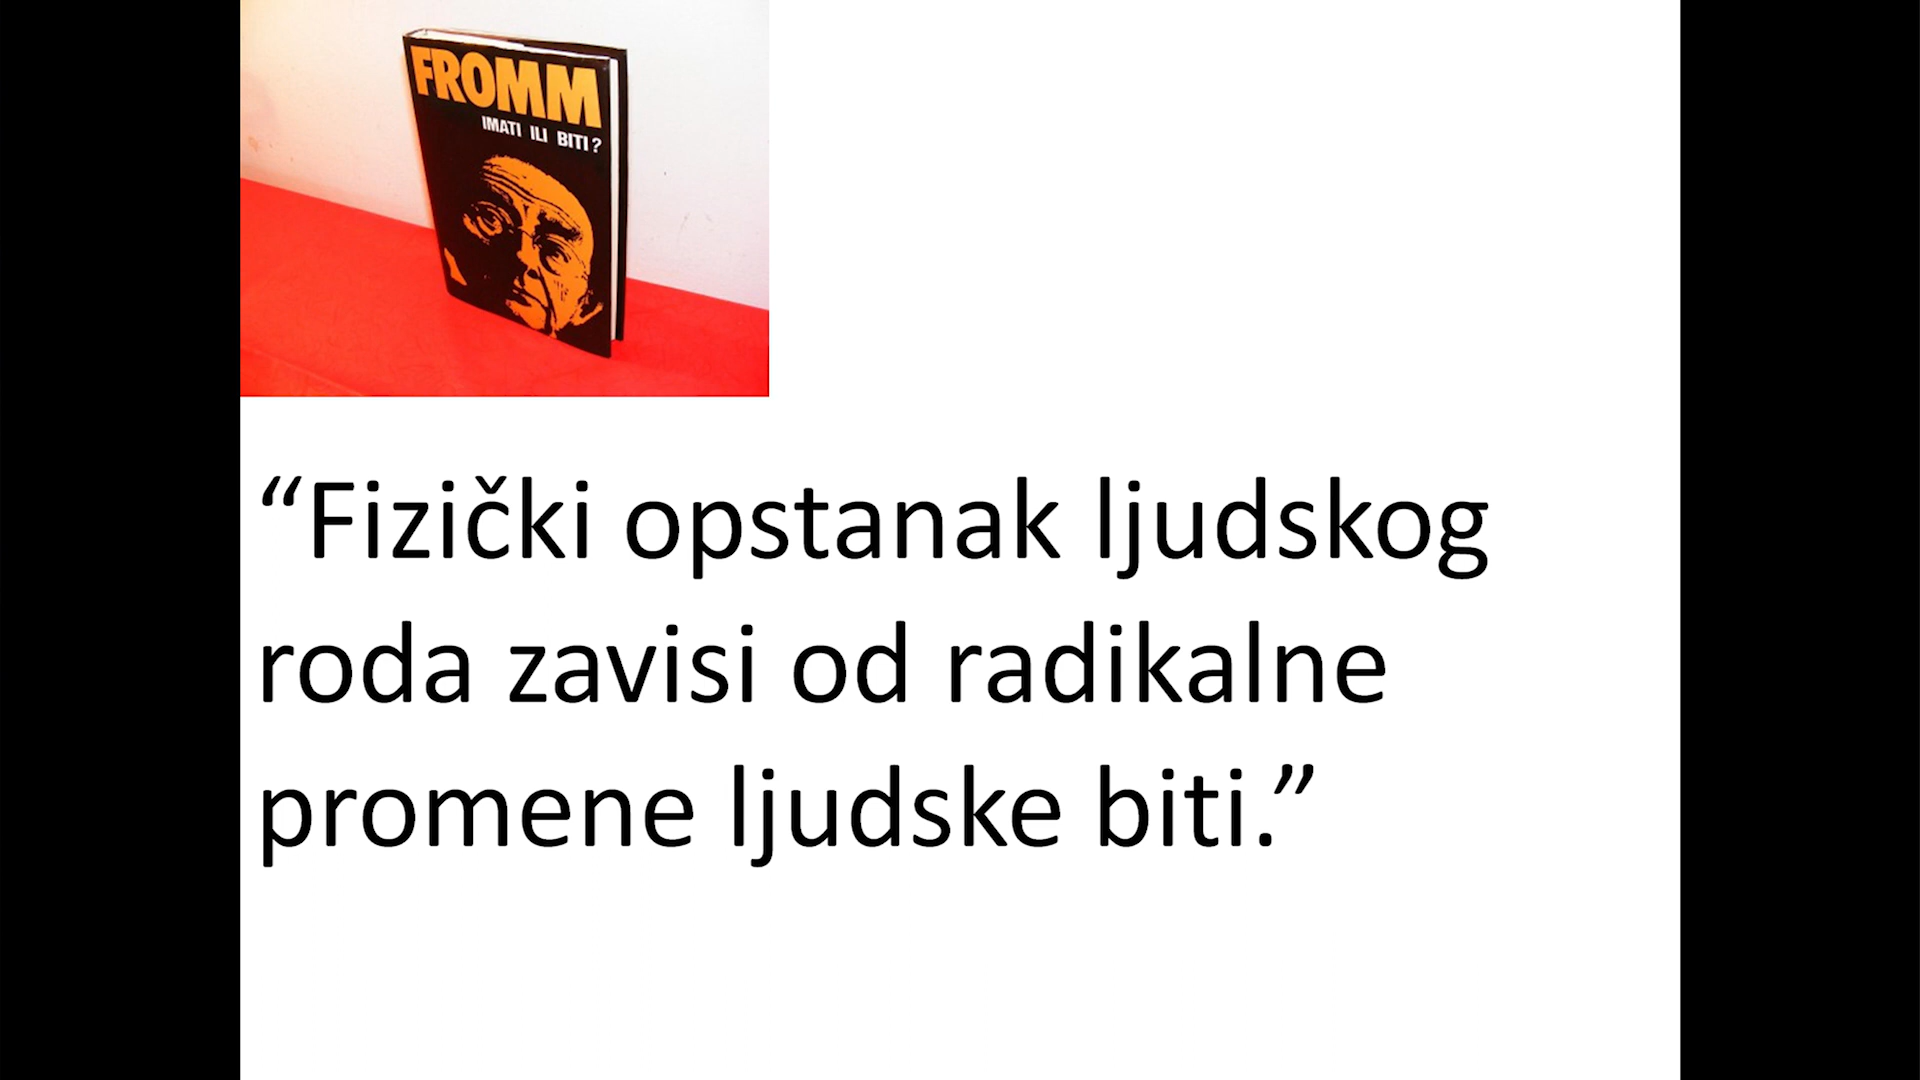 FROMM
IMATI ILI BITI?
“Fizički opstanak ljudskog
roda zavisi od radikalne
promene ljudske biti.”